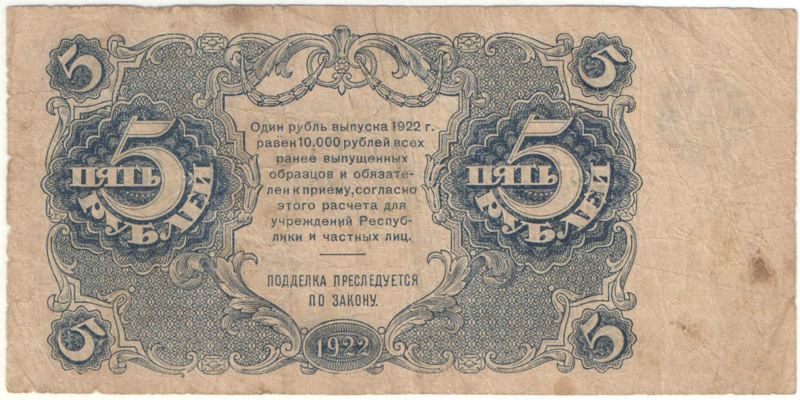 5 5
Один рубль выпуска 1922 г.
равен 10.000 рублей всех
ранее выпущенных
образцов и обязате-
лен к приему, согласно
этого расчета для
учреждений Респуб-
лики и частных лиц.
5 ПЯТЬ РУБЛЕЙ
5 ПЯТЬ РУБЛЕЙ
ПОДДЕЛКА ПРЕСЛЕДУЕТСЯ
ПО ЗАКОНУ.
5 1922 5